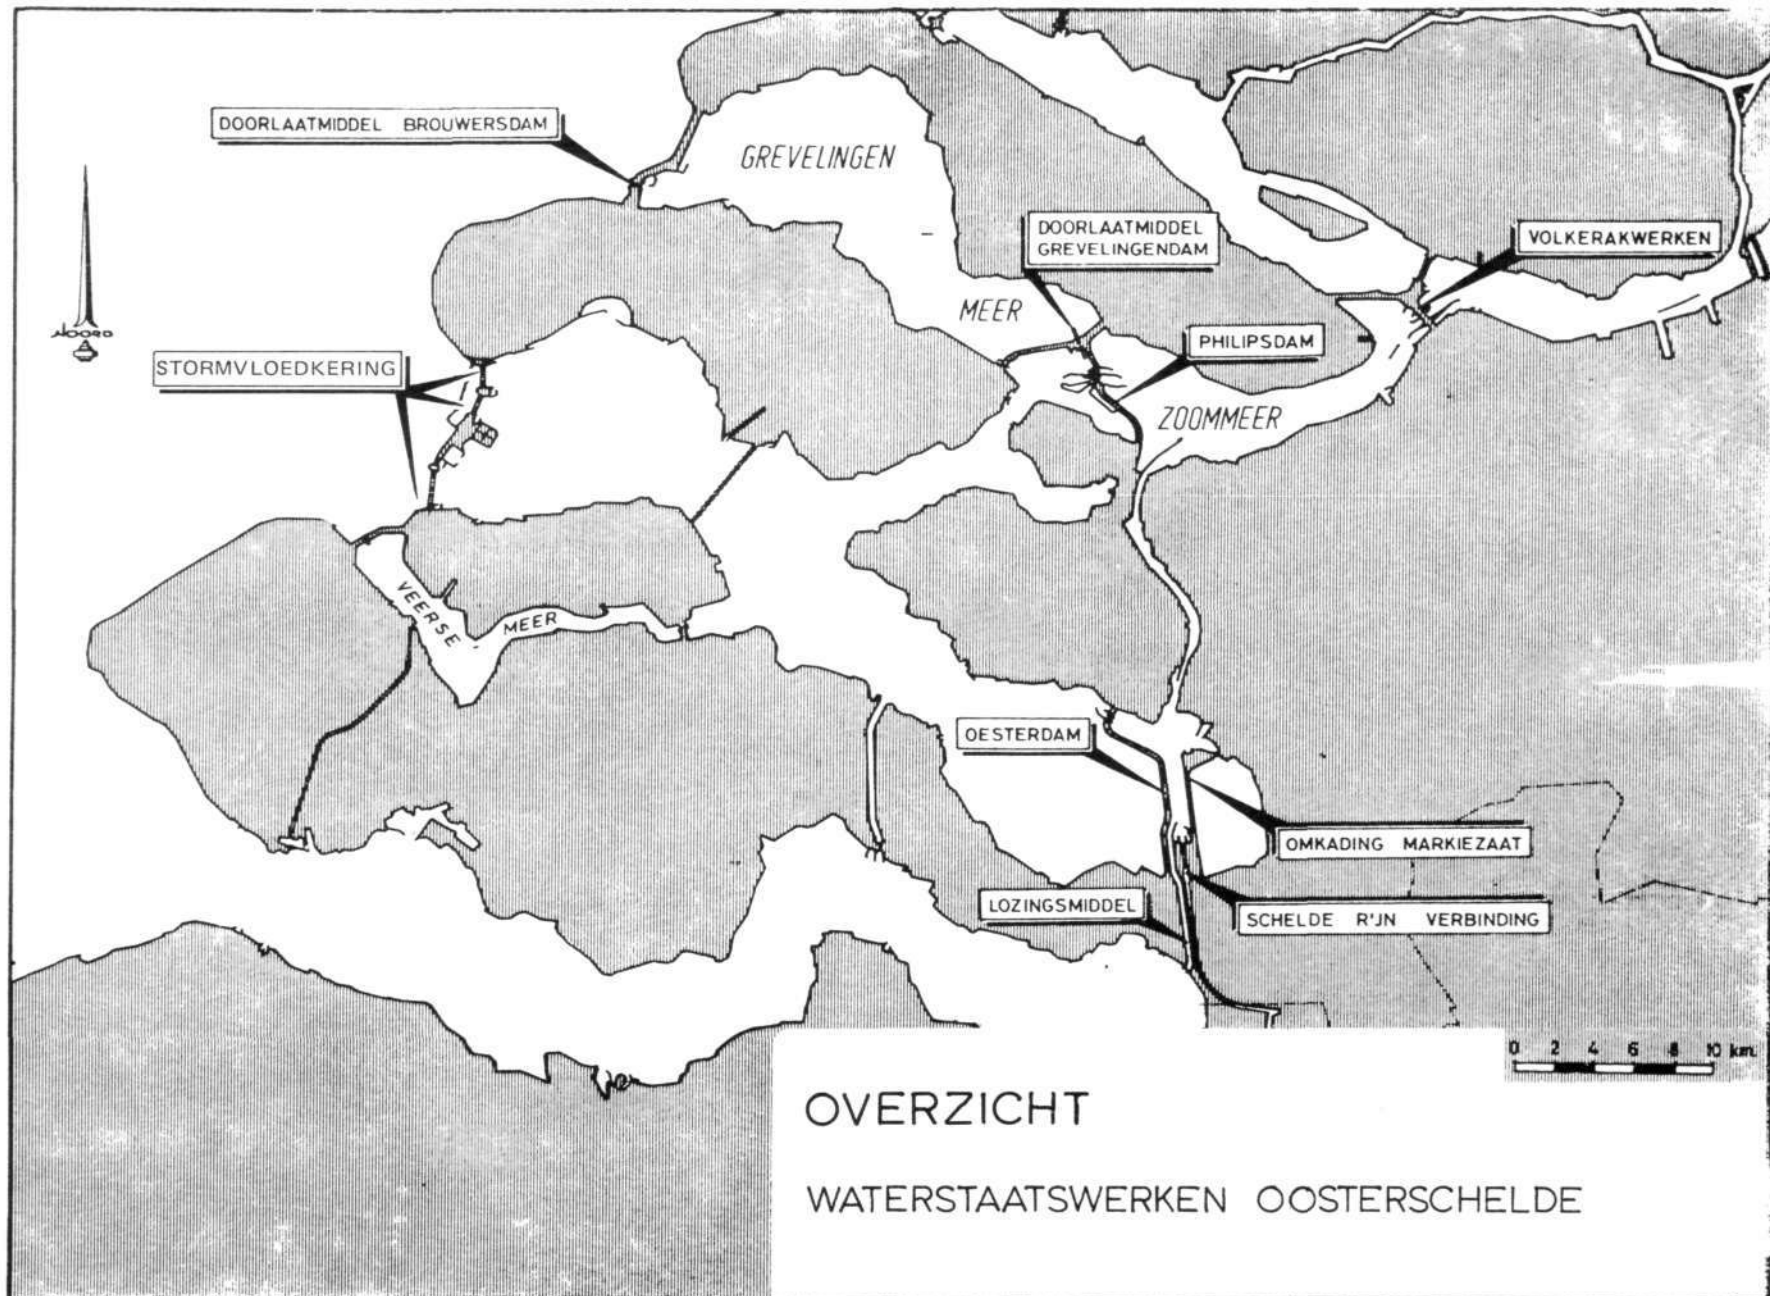 DOORLAATMIDDEL BROUWERSDAM
GREVELINGEN
DOORLAATMIDDEL
GREVELINGENDAM
VOLKERAKWERKEN
MEER
NOORD
PHILIPSDAM
STORMVLOEDKERING
ZOOMMEER
VEERSE
MEER
OESTERDAM
OMKADING MARKIEZAAT
LOZINGSMIDDEL
SCHELDE R'JN VERBINDING
0 2 4 6 8 10 km.
OVERZICHT
WATERSTAATSWERKEN OOSTERSCHELDE